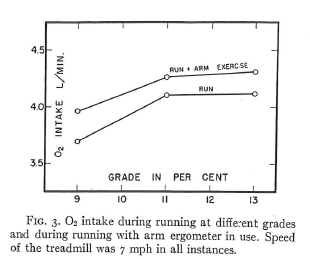 4.5
4.0
3.5
O₂ INTAKE L/MIN.
RUN + ARM EXERCISE
RUN
GRADE IN PER CENT
9 10 11 12 13
FIG. 3. O₂ intake during running at different grades
and during running with arm ergometer in use. Speed
of the treadmill was 7 mph in all instances.